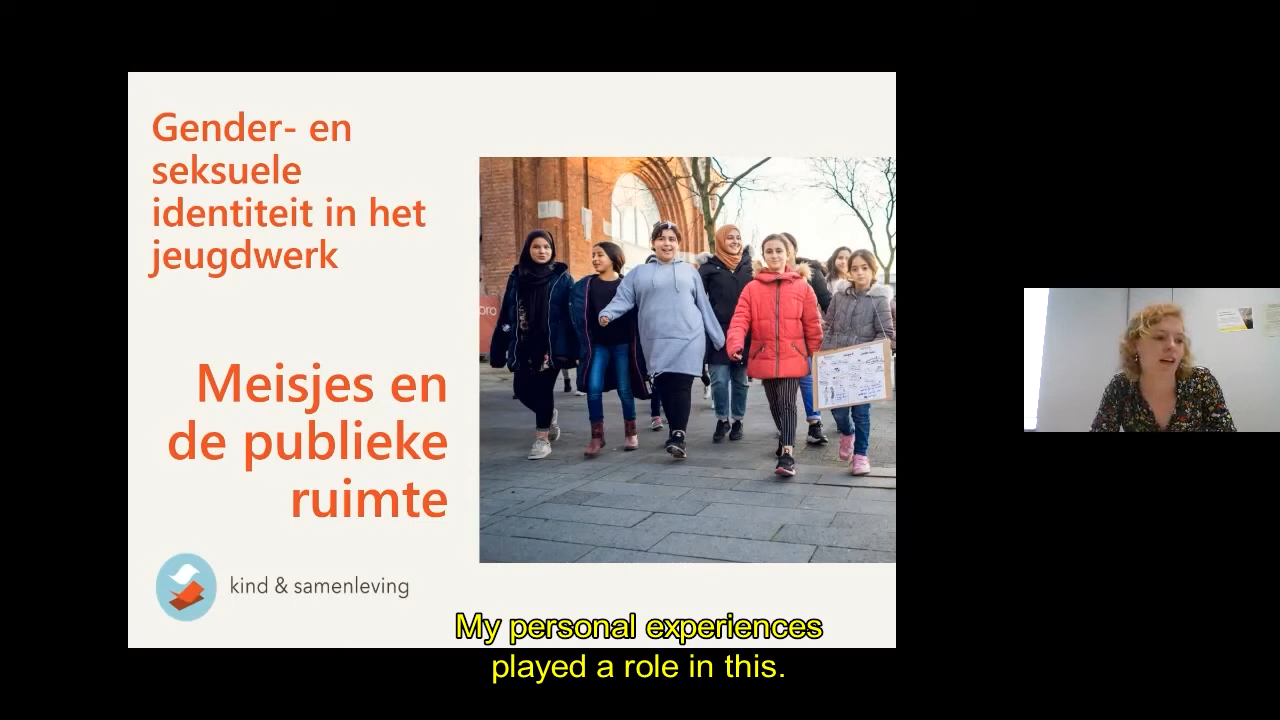 Gender- en
seksuele
identiteit in het
jeugdwerk
Meisjes en
de publieke
ruimte
kind & samenleving
My personal experiences
played a role in this.